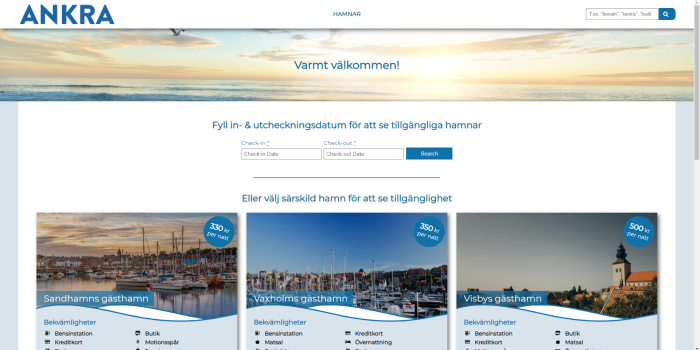 ANKRA
HAMNAR
T.ex. "bensin", "tennis", "butil
Varmt välkommen!
Fyll in- & utcheckningsdatum för att se tillgängliga hamnar
Check-in *
Check-out *
Check-in Date
Check-out Date
Search
Eller välj särskild hamn för att se tillgänglighet
330 kr
per natt
350 kr
per natt
500 kr
per natt
Sandhamns gästhamn
Vaxholms gästhamn
Visbys gästhamn
Bekvämligheter
Bensinstation
Butik
Kreditkort
Motionsspår
Bekvämligheter
Bensinstation
Kreditkort
Matsal
Övernattning
Bekvämligheter
Bensinstation
Butik
Matsal
Motionsspår